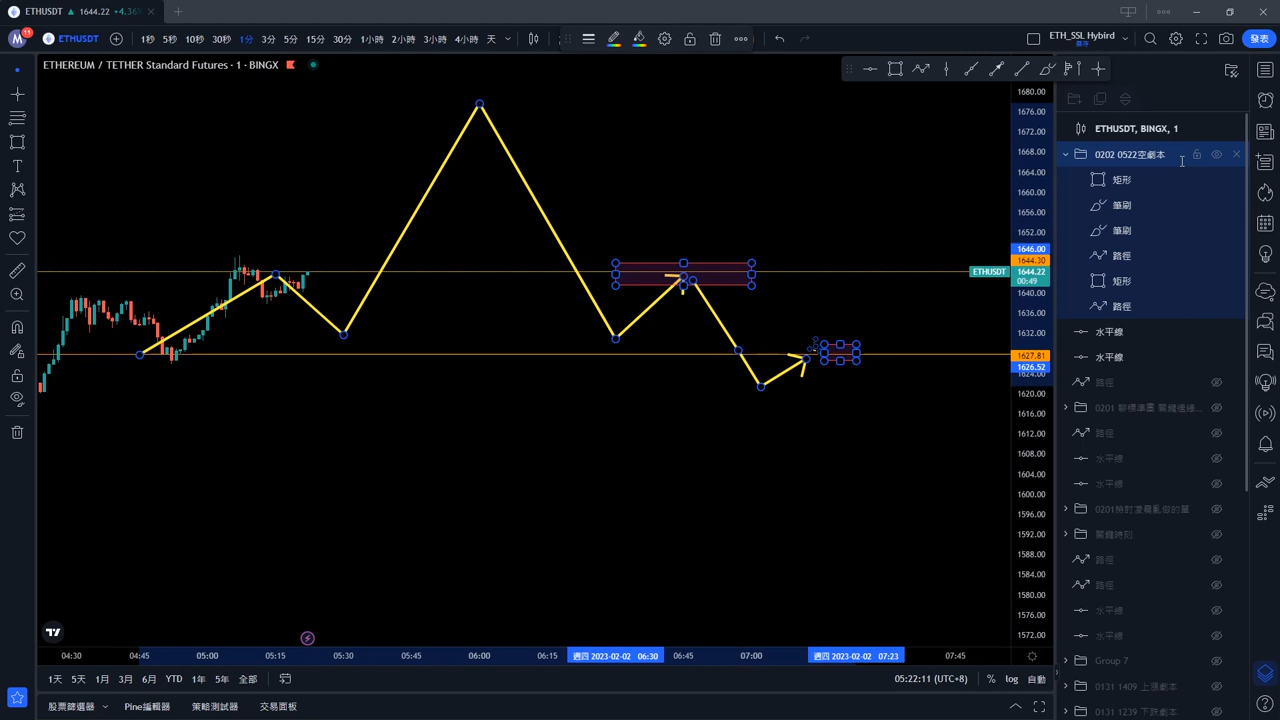 ETHUSDT ▲ 1644.22 +4.36%
M 11 ETHUSDT 1秒 5秒 10秒 30秒 1分 3分 5分 15分 30分 1小時 2小時 3小時 4小時 天
ETH_SSL Hybird
儲存
發表
ETHEREUM / TETHER Standard Futures · 1 · BINGX
1680.00
1676.00
1672.00
1668.00
1664.00
1660.00
1656.00
1652.00
1646.00
1644.30
ETHUSDT 1644.22
00:49
1640.00
1636.00
1632.00
1627.81
1626.52
1624.00
1620.00
1616.00
1612.00
1608.00
1604.00
1600.00
1596.00
1592.00
1588.00
1584.00
1580.00
1576.00
1572.00
ETHUSDT, BINGX, 1
0202 0522空劇本
矩形
筆刷
筆刷
路徑
矩形
路徑
水平線
水平線
路徑
路徑
水平線
水平線
關鍵時刻
路徑
路徑
水平線
水平線
Group 7
0131 1409 上漲劇本
0131 1239 下跌劇本
04:30 04:45 05:00 05:15 05:30 05:45 06:00 06:15 週四 2023-02-02 06:30 06:45 07:00 週四 2023-02-02 07:23 07:45
1天 5天 1月 3月 6月 YTD 1年 5年 全部
05:22:11 (UTC+8) % log 自動
股票篩選器 Pine編輯器 策略測試器 交易面板